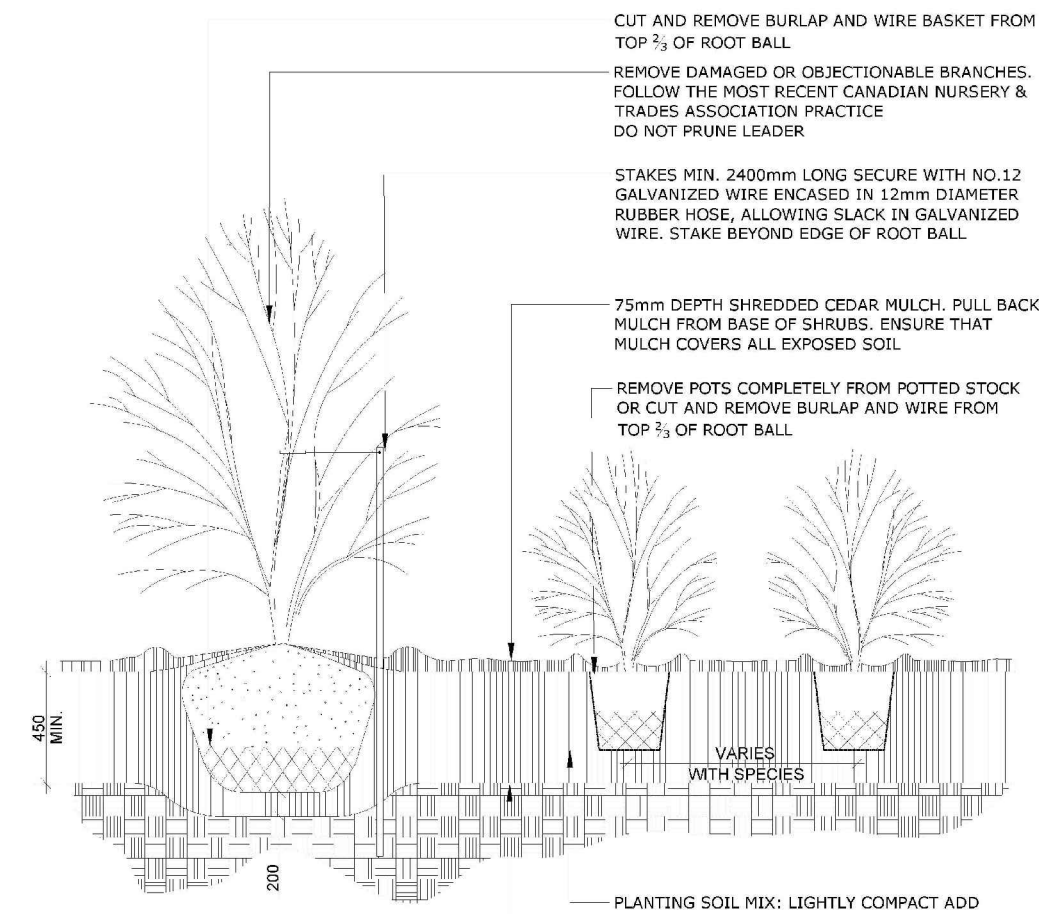 CUT AND REMOVE BURLAP AND WIRE BASKET FROM
TOP ⅔ OF ROOT BALL
REMOVE DAMAGED OR OBJECTIONABLE BRANCHES.
FOLLOW THE MOST RECENT CANADIAN NURSERY &
TRADES ASSOCIATION PRACTICE
DO NOT PRUNE LEADER
STAKES MIN. 2400mm LONG SECURE WITH NO.12
GALVANIZED WIRE ENCASED IN 12mm DIAMETER
RUBBER HOSE, ALLOWING SLACK IN GALVANIZED
WIRE. STAKE BEYOND EDGE OF ROOT BALL
75mm DEPTH SHREDDED CEDAR MULCH. PULL BACK
MULCH FROM BASE OF SHRUBS. ENSURE THAT
MULCH COVERS ALL EXPOSED SOIL
REMOVE POTS COMPLETELY FROM POTTED STOCK
OR CUT AND REMOVE BURLAP AND WIRE FROM
TOP ⅔ OF ROOT BALL
450
MIN.
VARIES
WITH SPECIES
200
PLANTING SOIL MIX: LIGHTLY COMPACT ADD